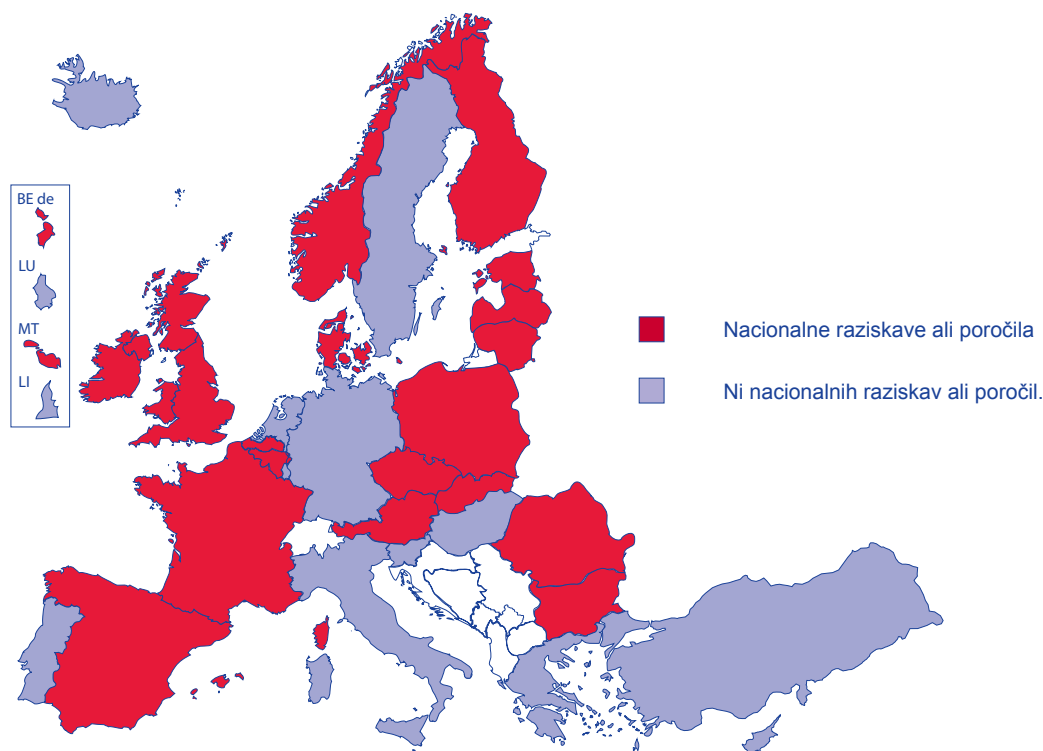 BE de
LU
MT
LI
Nacionalne raziskave ali poročila
Ni nacionalnih raziskav ali poročil.